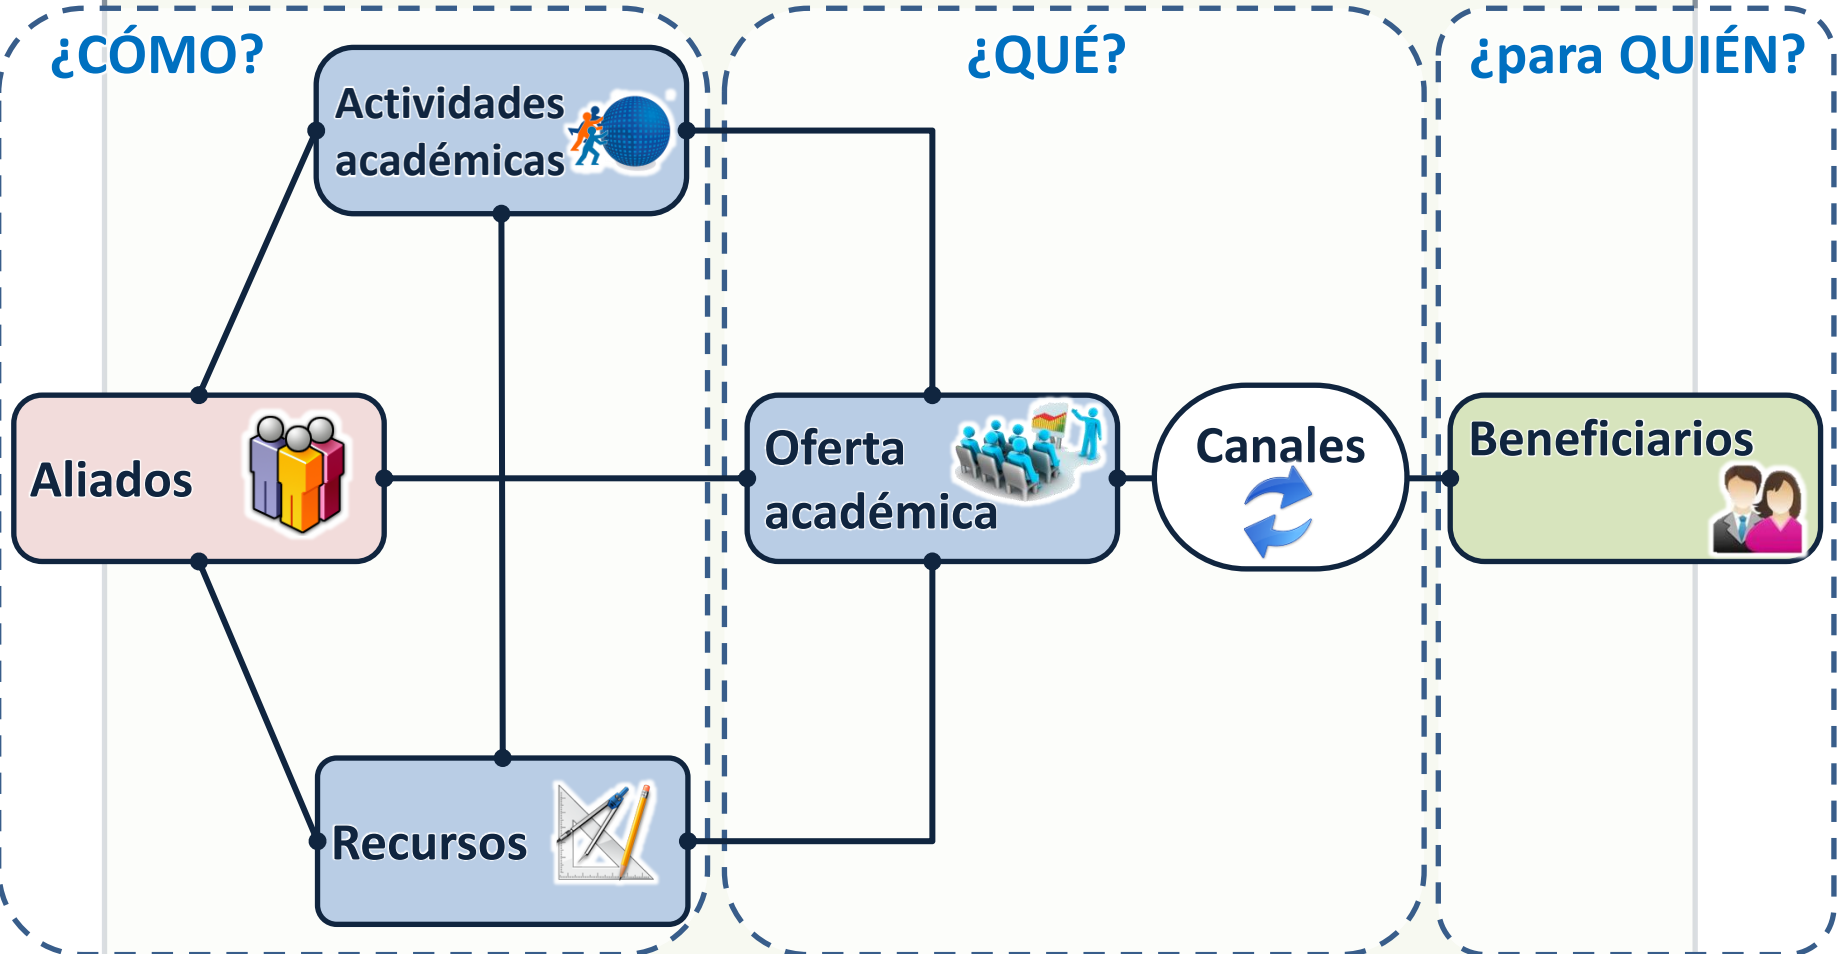 ¿CÓMO?
¿QUÉ?
¿para QUIÉN?
Actividades
académicas
Aliados
Oferta
académica
Canales
Beneficiarios
Recursos